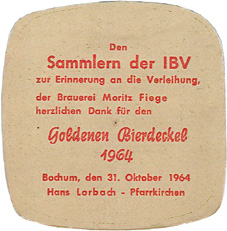 Den
Sammlern der IBV
zur Erinnerung an die Verleihung,
der Brauerei Moritz Fiege
herzlichen Dank für den
Goldenen Bierdeckel
1964
Bochum, den 31. Oktober 1964
Hans Lorbach - Pfarrkirchen